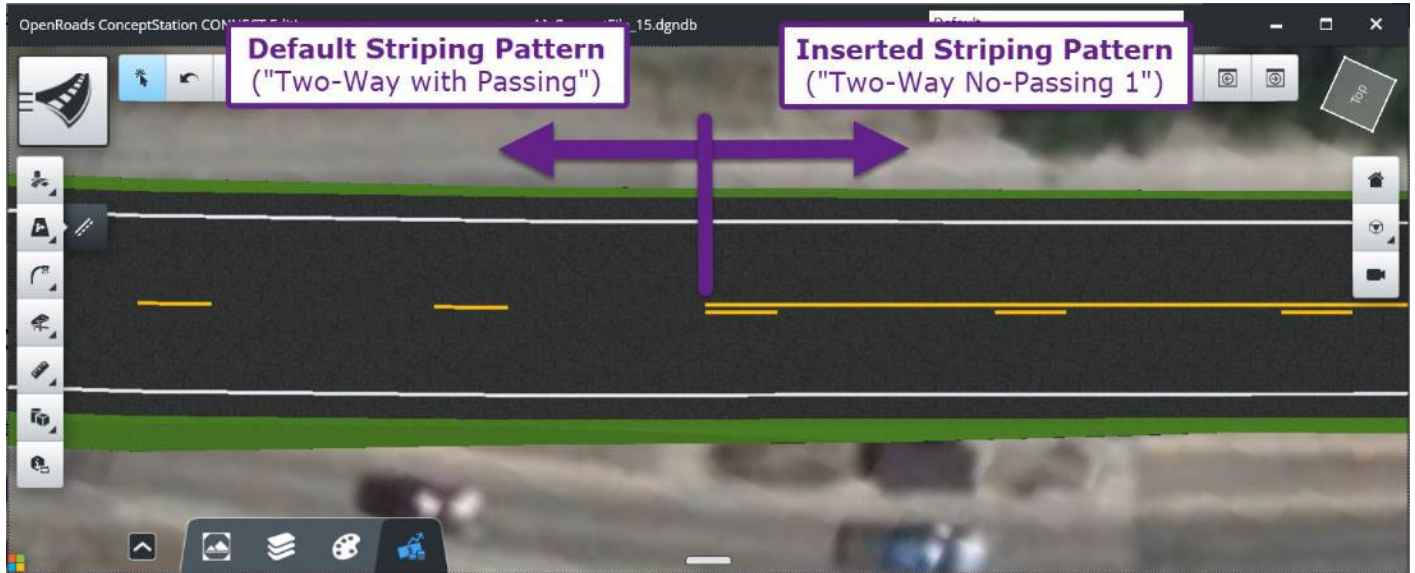 OpenRoads ConceptStation CONNECT
_15.dgndb
Default Striping Pattern
("Two-Way with Passing")
Inserted Striping Pattern
("Two-Way No-Passing 1")
Top